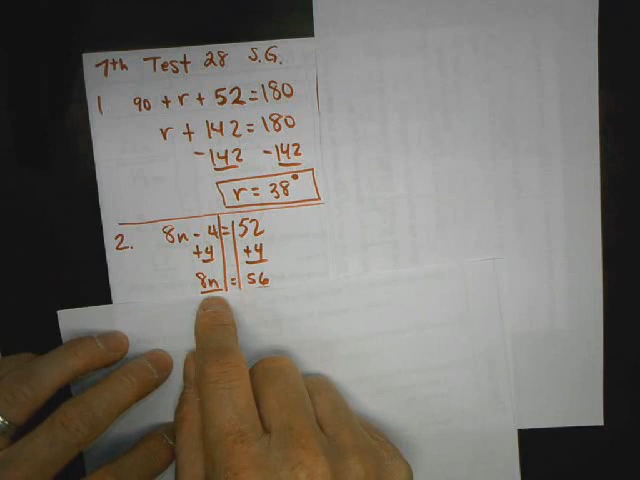 7th Test 28 S.G.
1 90 + r + 52 = 180
r + 142 = 180
-142 -142
r = 38°
2. 8n - 4 = 52
+4 +4
8n = 56